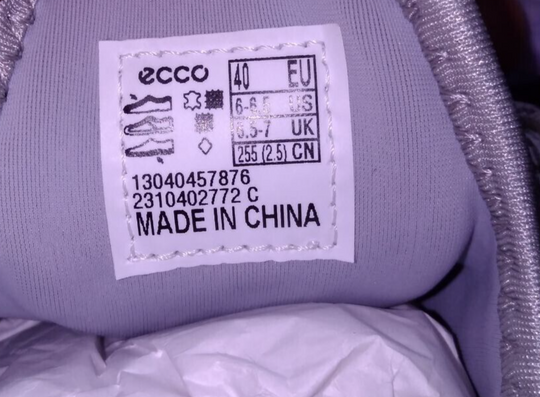 ecco
40 EU
6-6.5 US
5.5-7 UK
255 (2.5) CN
13040457876
2310402772 C
MADE IN CHINA